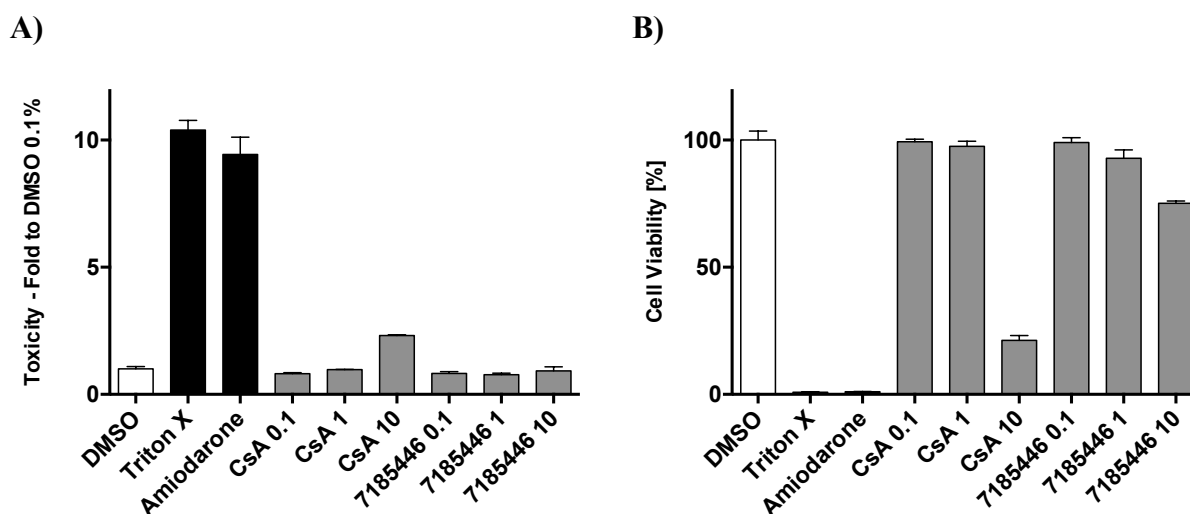 A)
B)
Toxicity - Fold to DMSO 0.1%
10
5
0
DMSO
Triton X
Amiodarone
CsA 0.1
CsA 1
CsA 10
7185446 0.1
7185446 1
7185446 10
Cell Viability [%]
100
50
0
DMSO
Triton X
Amiodarone
CsA 0.1
CsA 1
CsA 10
7185446 0.1
7185446 1
7185446 10